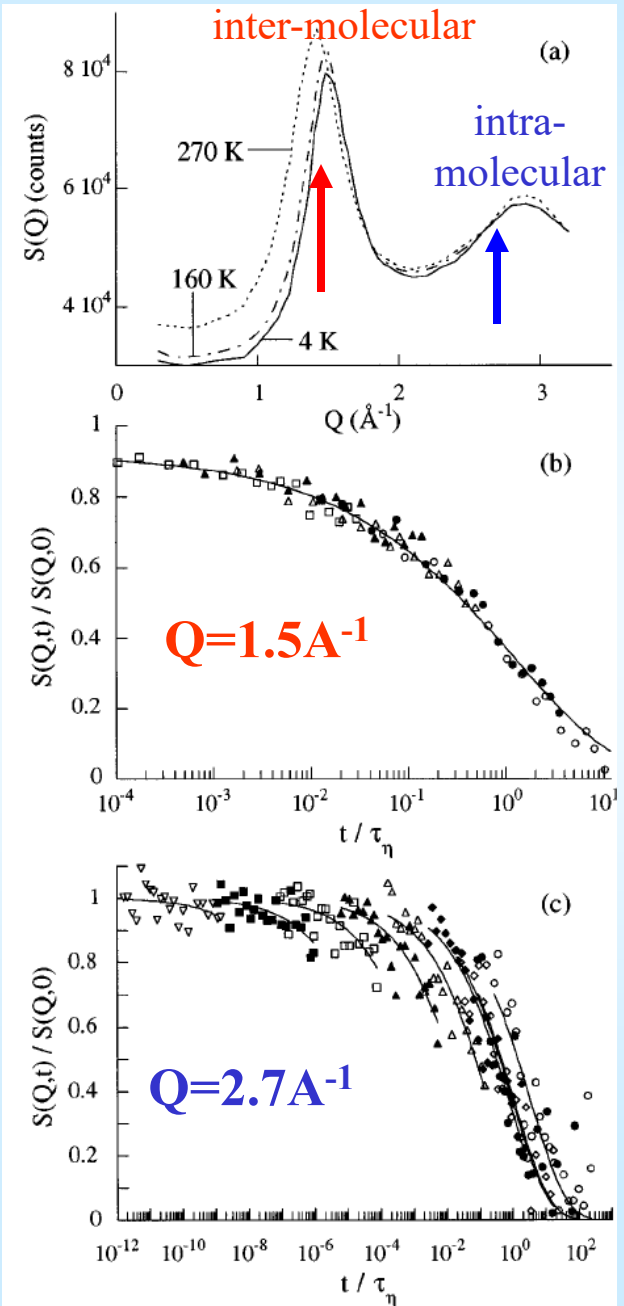 inter-molecular
(a)
8 10⁴
intra-
molecular
270 K
6 10⁴
S(Q) (counts)
160 K
4 10⁴
4 K
0 1 2 3
Q (Å⁻¹)
1
(b)
0.8
0.6
S(Q,t) / S(Q,0)
0.4
Q=1.5A⁻¹
0.2
0
10⁻⁴ 10⁻³ 10⁻² 10⁻¹ 10⁰ 10¹
t / τ_η
1
(c)
0.8
0.6
S(Q,t) / S(Q,0)
0.4
Q=2.7A⁻¹
0.2
0
10⁻¹² 10⁻¹⁰ 10⁻⁸ 10⁻⁶ 10⁻⁴ 10⁻² 10⁰ 10²
t / τ_η